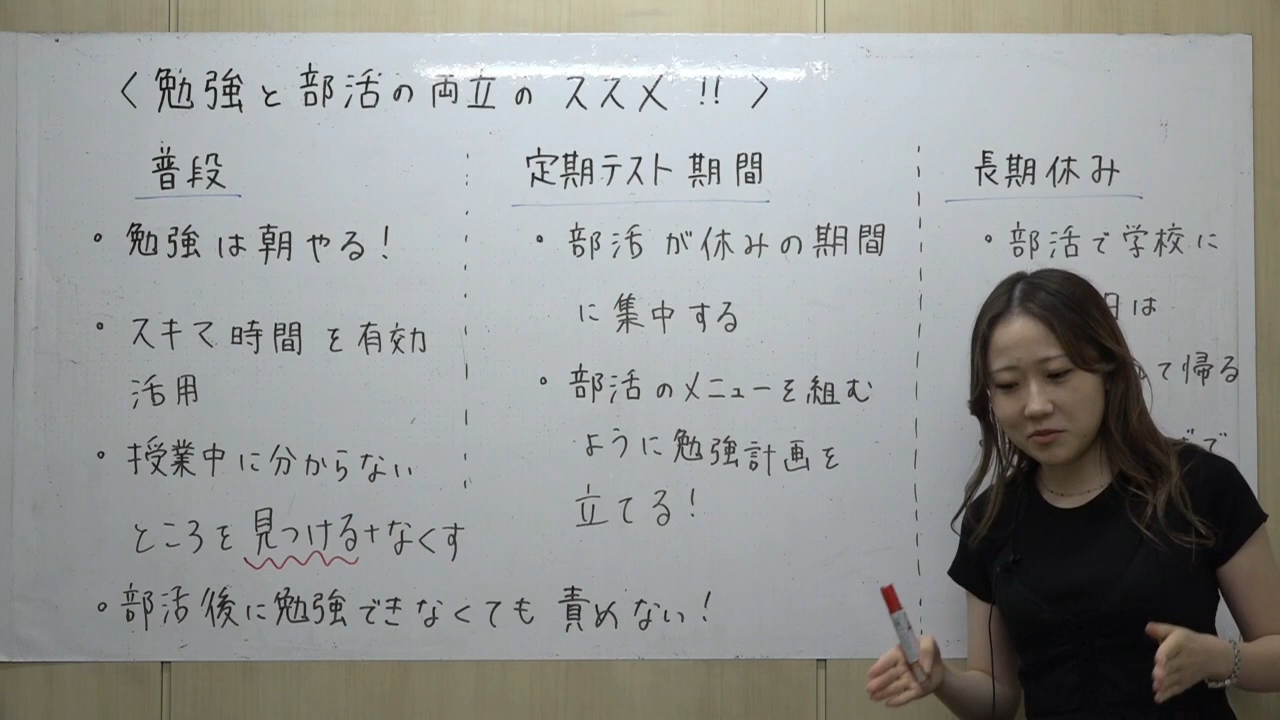 〈勉強と部活の両立のススメ!!〉
普段
・勉強は朝やる!
・スキマ時間を有効
活用
・授業中に分からない
ところを見つける+なくす
・部活後に勉強できなくても責めない!
定期テスト期間
・部活が休みの期間
に集中する
・部活のメニューを組む
ように勉強計画を
立てる!
長期休み
・部活で学校に
日は
て帰る
で